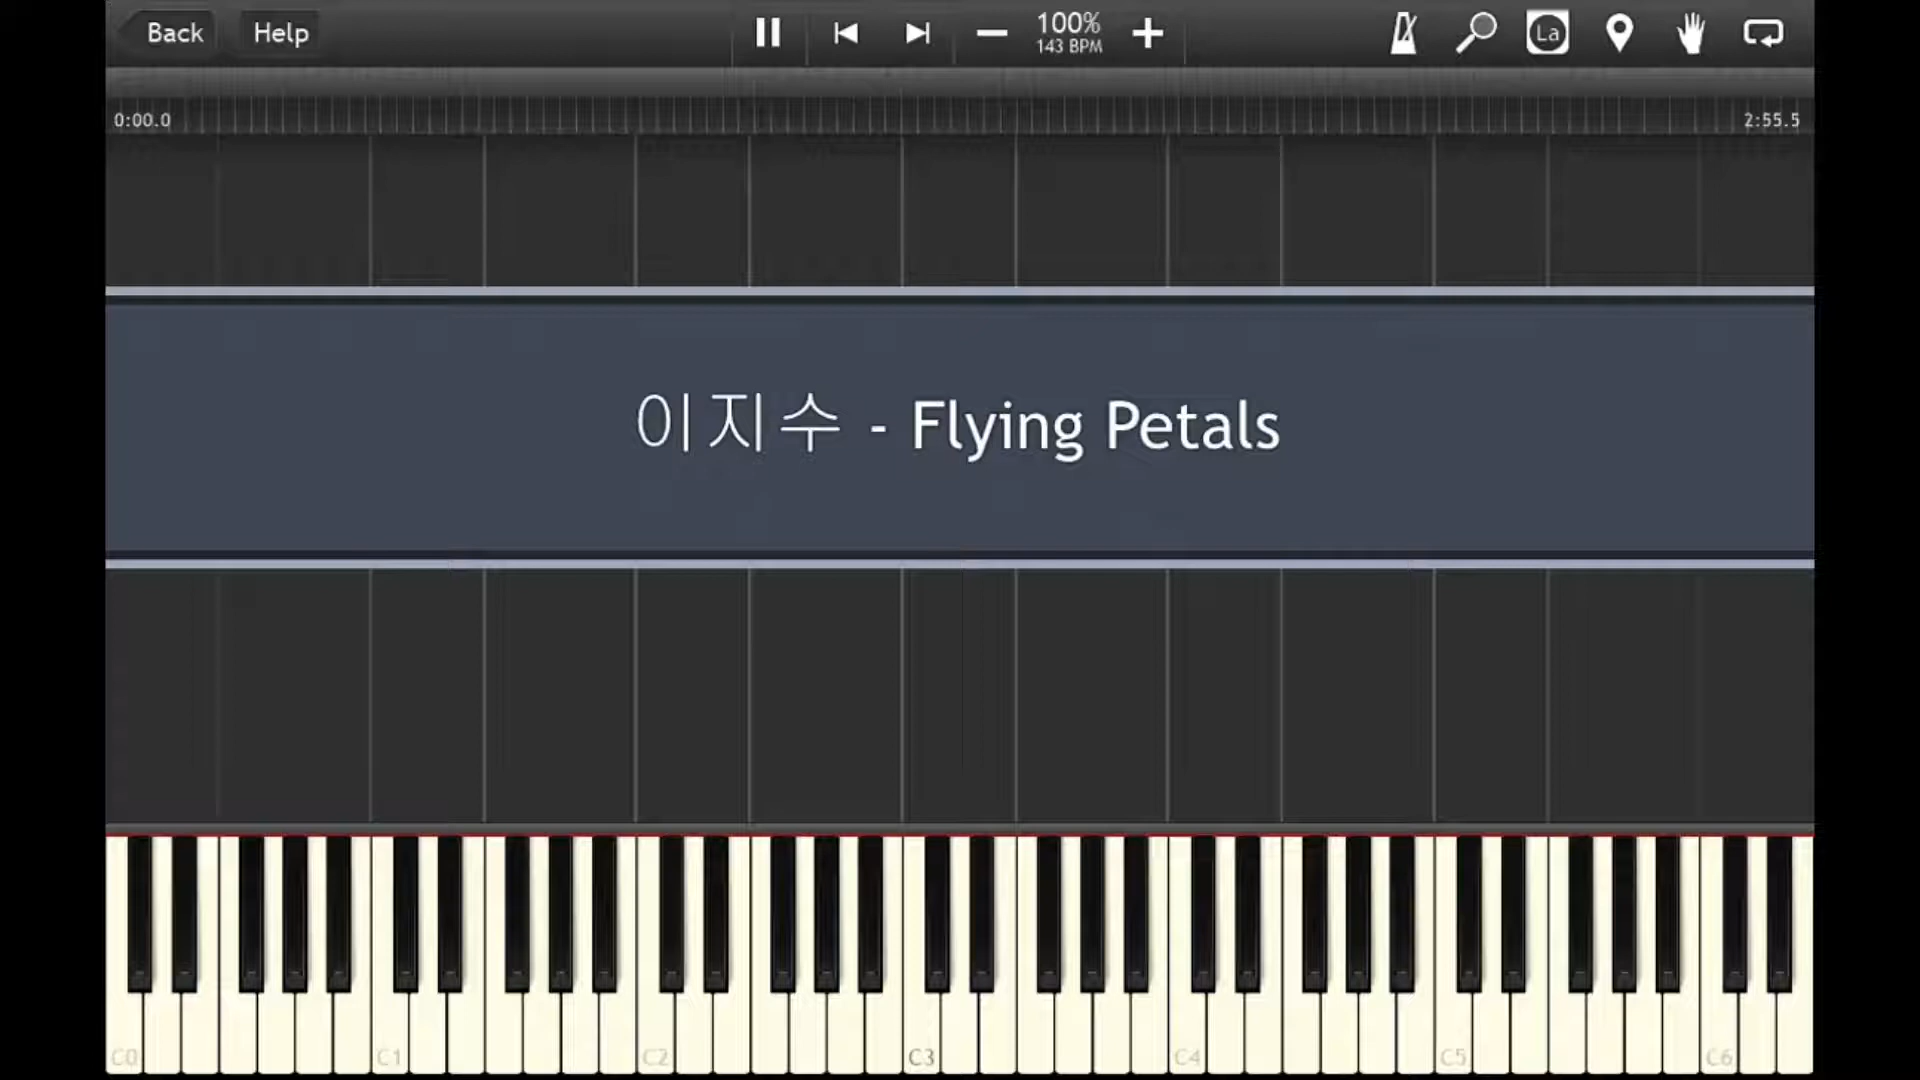 Back
Help
100%
143 BPM
La
0:00.0
2:55.5
이지수 - Flying Petals
C0
C1
C2
C3
C4
C5
C6